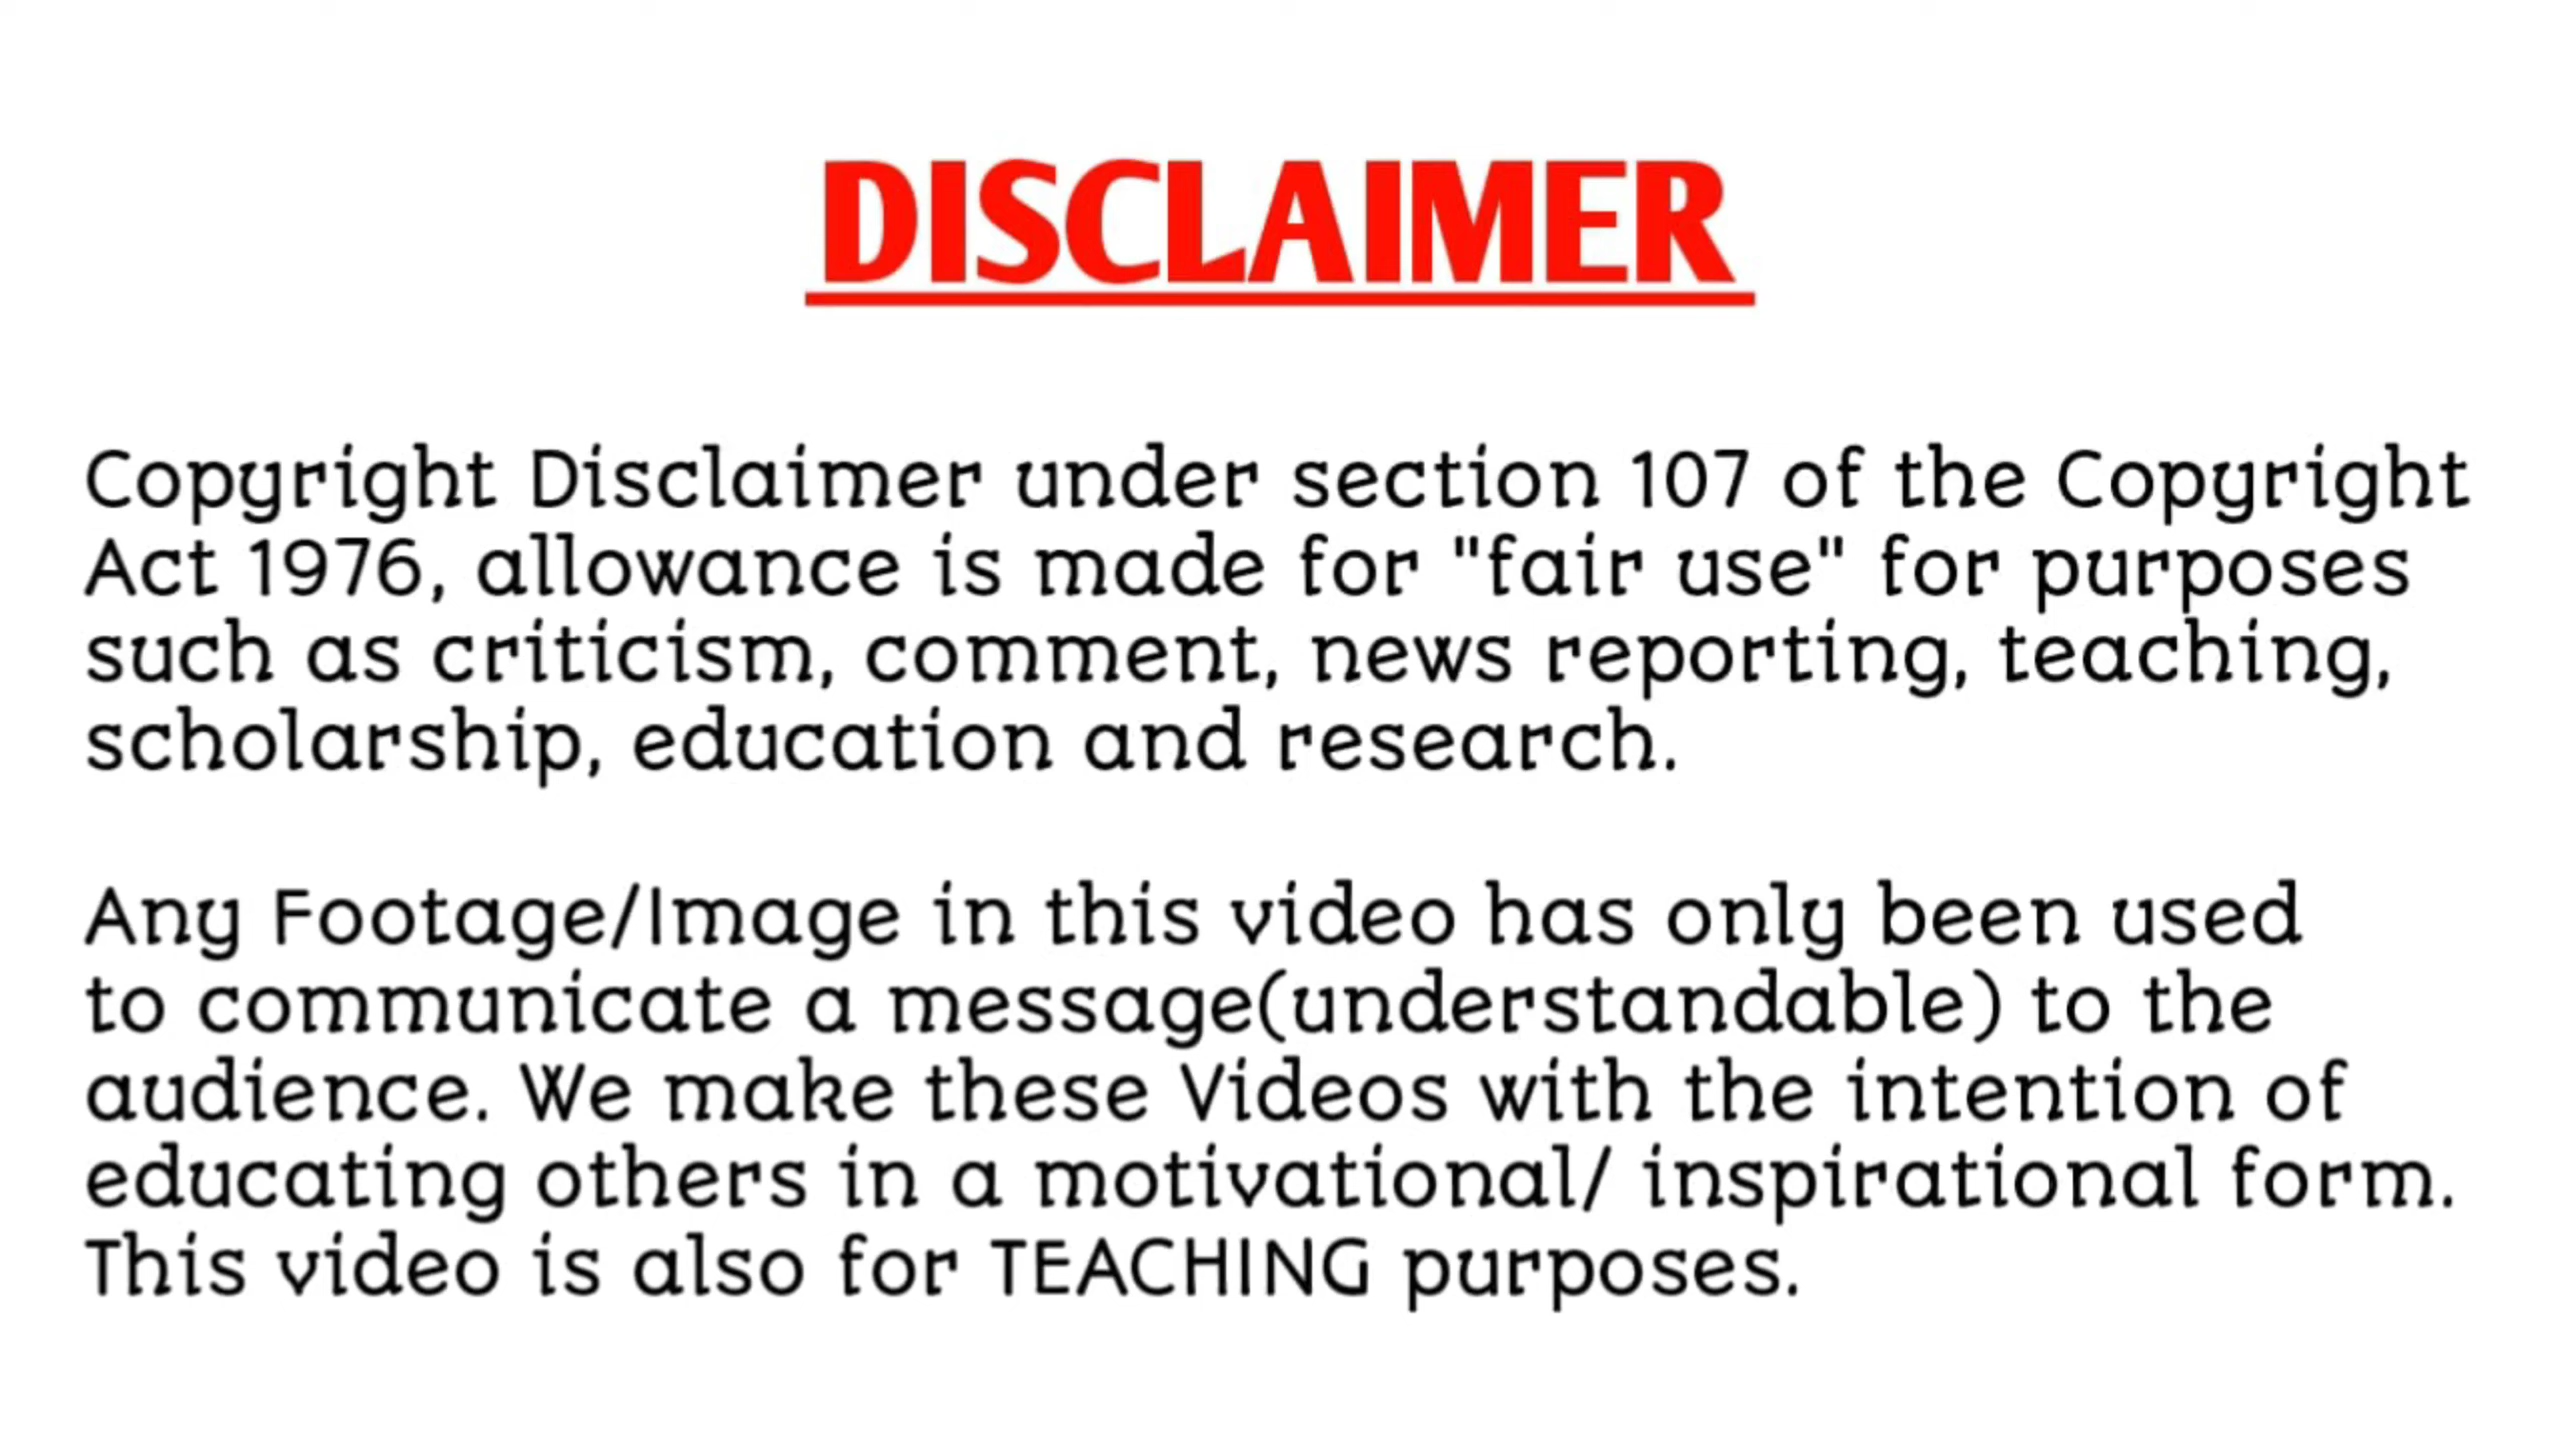 DISCLAIMER
Copyright Disclaimer under section 107 of the Copyright
Act 1976, allowance is made for "fair use" for purposes
such as criticism, comment, news reporting, teaching,
scholarship, education and research.
Any Footage/Image in this video has only been used
to communicate a message(understandable) to the
audience. We make these Videos with the intention of
educating others in a motivational/ inspirational form.
This video is also for TEACHING purposes.